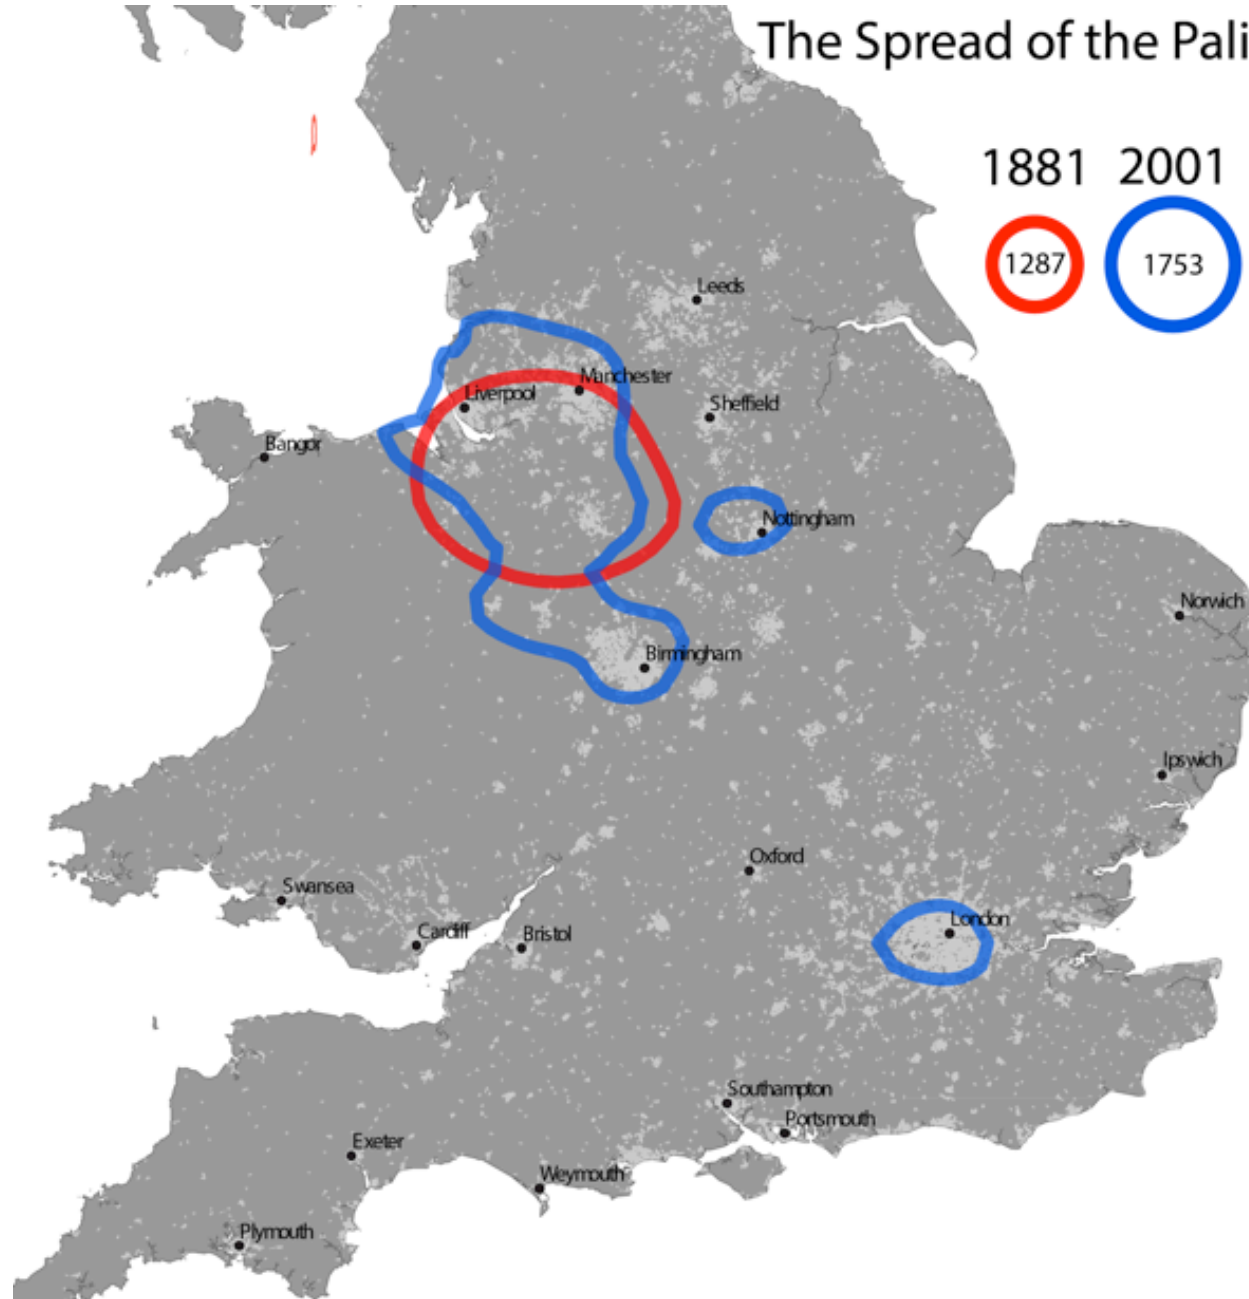 The Spread of the Pali
1881 2001
1287 1753
Leeds
Manchester
Liverpool
Sheffield
Bangor
Nottingham
Norwich
Birmingham
Ipswich
Oxford
Swansea
London
Cardiff
Bristol
Southampton
Portsmouth
Exeter
Weymouth
Plymouth